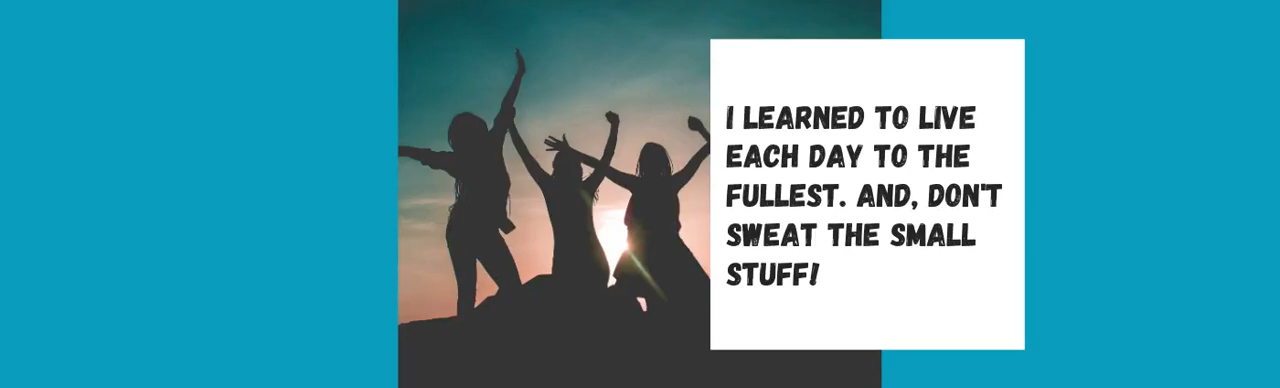 I LEARNED TO LIVE
EACH DAY TO THE
FULLEST. AND, DON'T
SWEAT THE SMALL
STUFF!